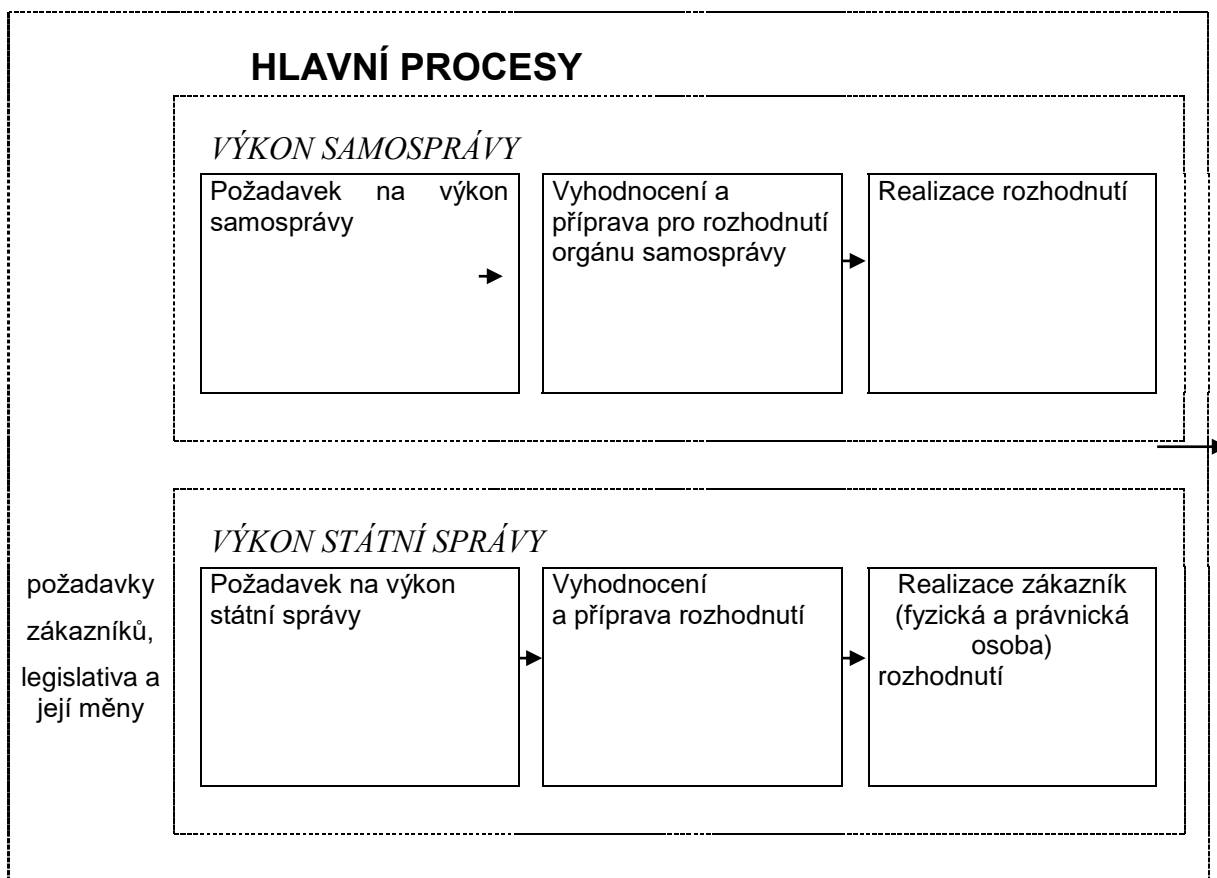 HLAVNÍ PROCESY
VÝKON SAMOSPRÁVY
Požadavek na výkon
samosprávy
Vyhodnocení a
příprava pro rozhodnutí
orgánu samosprávy
Realizace rozhodnutí
požadavky
zákazníků,
legislativa a
její měny
VÝKON STÁTNÍ SPRÁVY
Požadavek na výkon
státní správy
Vyhodnocení
a příprava rozhodnutí
Realizace zákazník
(fyzická a právnická
osoba)
rozhodnutí